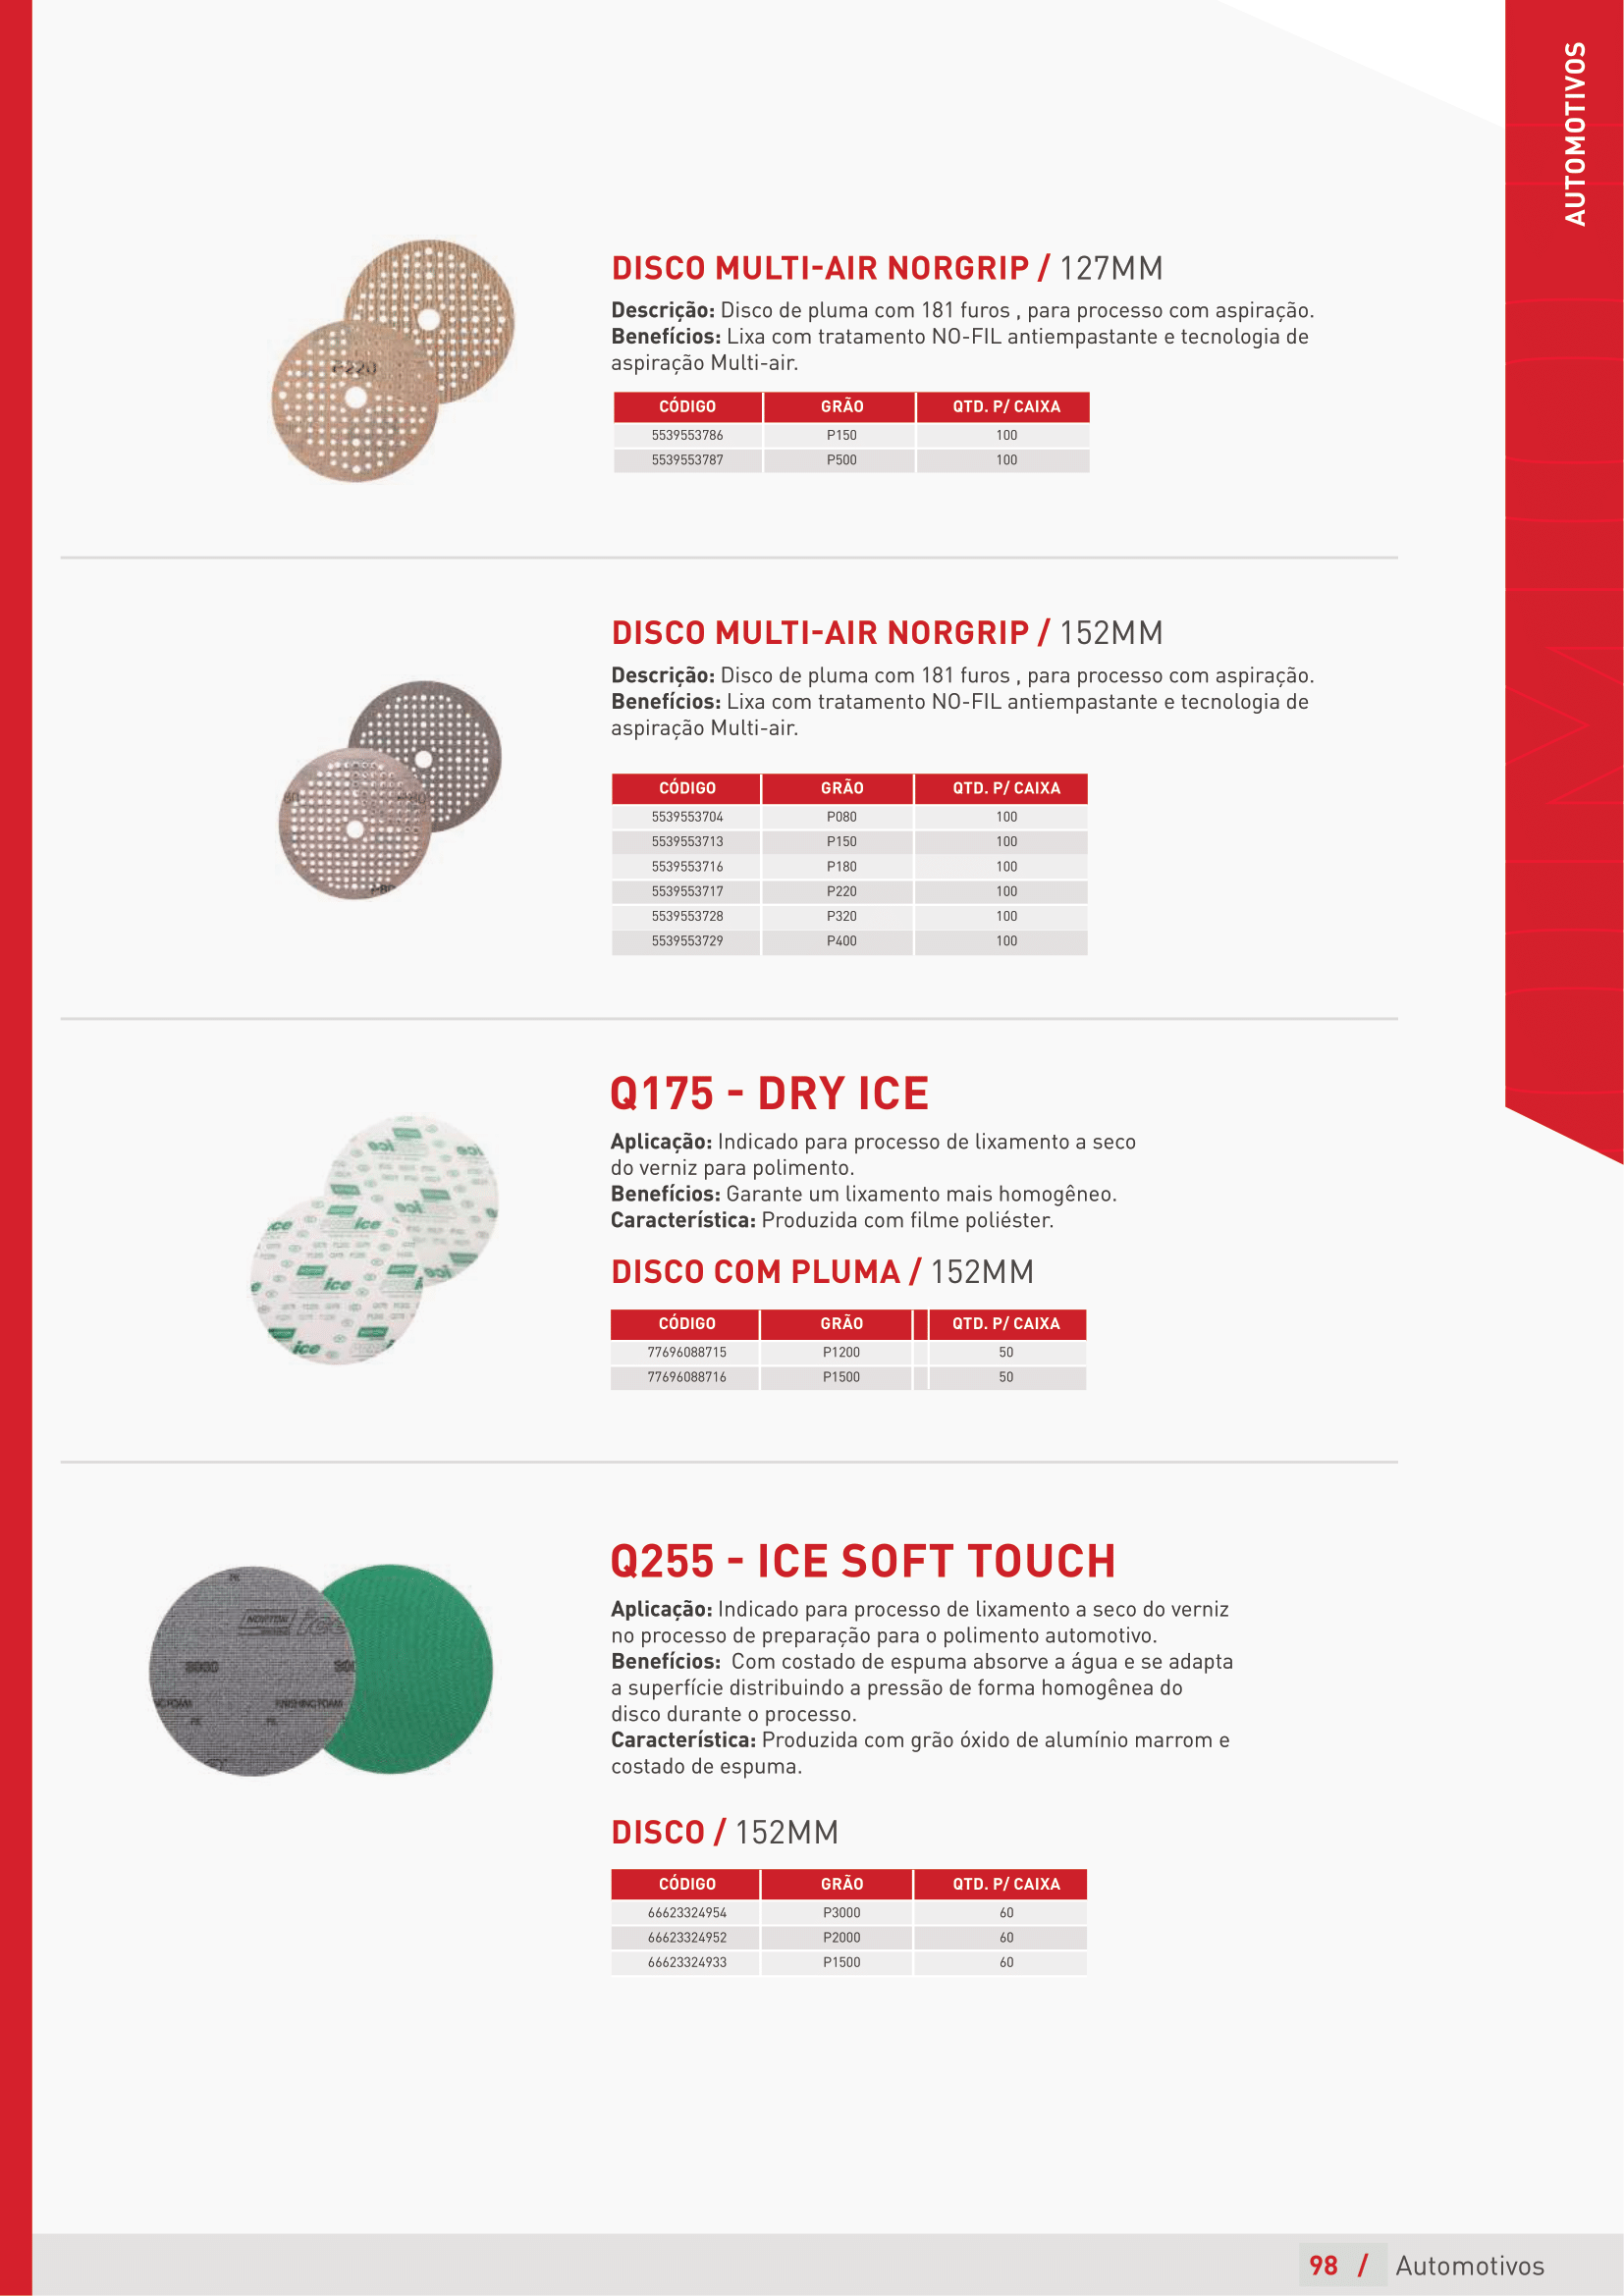 AUTOMOTIVOS
DISCO MULTI-AIR NORGRIP / 127MM
Descrição: Disco de pluma com 181 furos , para processo com aspiração.
Benefícios: Lixa com tratamento NO-FIL antiempastante e tecnologia de
aspiração Multi-air.
CÓDIGO GRÃO QTD. P/ CAIXA
5539553786 P150 100
5539553787 P500 100
P220
DISCO MULTI-AIR NORGRIP / 152MM
Descrição: Disco de pluma com 181 furos , para processo com aspiração.
Benefícios: Lixa com tratamento NO-FIL antiempastante e tecnologia de
aspiração Multi-air.
CÓDIGO GRÃO QTD. P/ CAIXA
5539553704 P080 100
5539553713 P150 100
5539553716 P180 100
5539553717 P220 100
5539553728 P320 100
5539553729 P400 100
Q175 - DRY ICE
Aplicação: Indicado para processo de lixamento a seco
do verniz para polimento.
Benefícios: Garante um lixamento mais homogêneo.
Característica: Produzida com filme poliéster.
DISCO COM PLUMA / 152MM
CÓDIGO GRÃO QTD. P/ CAIXA
77696088715 P1200 50
77696088716 P1500 50
ice
ice
ice
Q255 - ICE SOFT TOUCH
Aplicação: Indicado para processo de lixamento a seco do verniz
no processo de preparação para o polimento automotivo.
Benefícios: Com costado de espuma absorve a água e se adapta
a superfície distribuindo a pressão de forma homogênea do
disco durante o processo.
Característica: Produzida com grão óxido de alumínio marrom e
costado de espuma.
NORTON ice
3000
FINISHING FOAM
DISCO / 152MM
CÓDIGO GRÃO QTD. P/ CAIXA
66623324954 P3000 60
66623324952 P2000 60
66623324933 P1500 60
98 / Automotivos